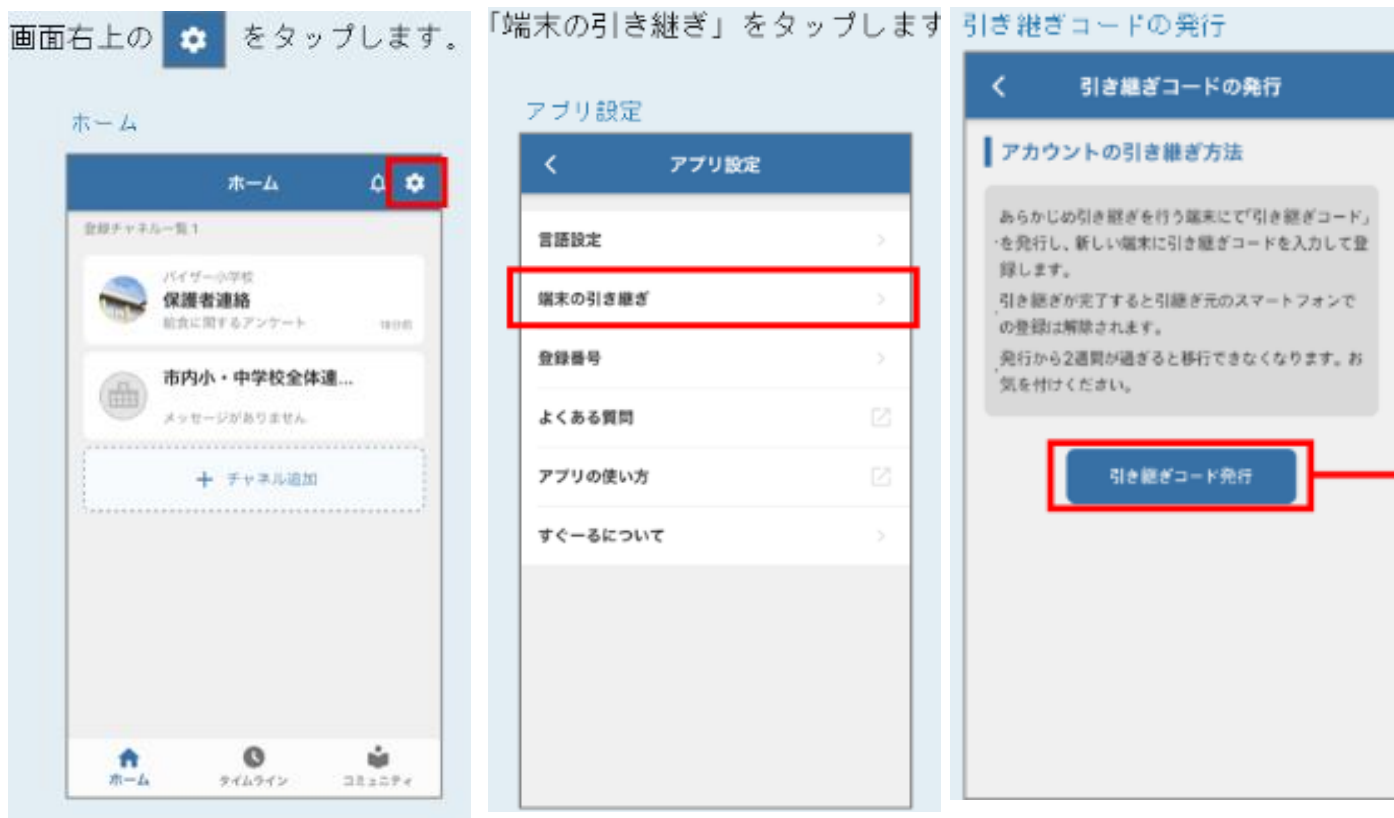 画面右上の をタップします。
ホーム
ホーム
登録チャネル一覧 1
バイザー小学校
保護者連絡
給食に関するアンケート
市内小・中学校全体連...
メッセージがありません
＋ チャネル追加
ホーム
タイムライン
コミュニティ
「端末の引き継ぎ」をタップします
アプリ設定
アプリ設定
言語設定
端末の引き継ぎ
登録番号
よくある質問
アプリの使い方
すぐーるについて
引き継ぎコードの発行
引き継ぎコードの発行
アカウントの引き継ぎ方法
あらかじめ引き継ぎを行う端末にて「引き継ぎコード」
を発行し、新しい端末に引き継ぎコードを入力して登
録します。
引き継ぎが完了すると引継ぎ元のスマートフォンで
の登録は解除されます。
発行から2週間が過ぎると移行できなくなります。お
気を付けください。
引き継ぎコード発行